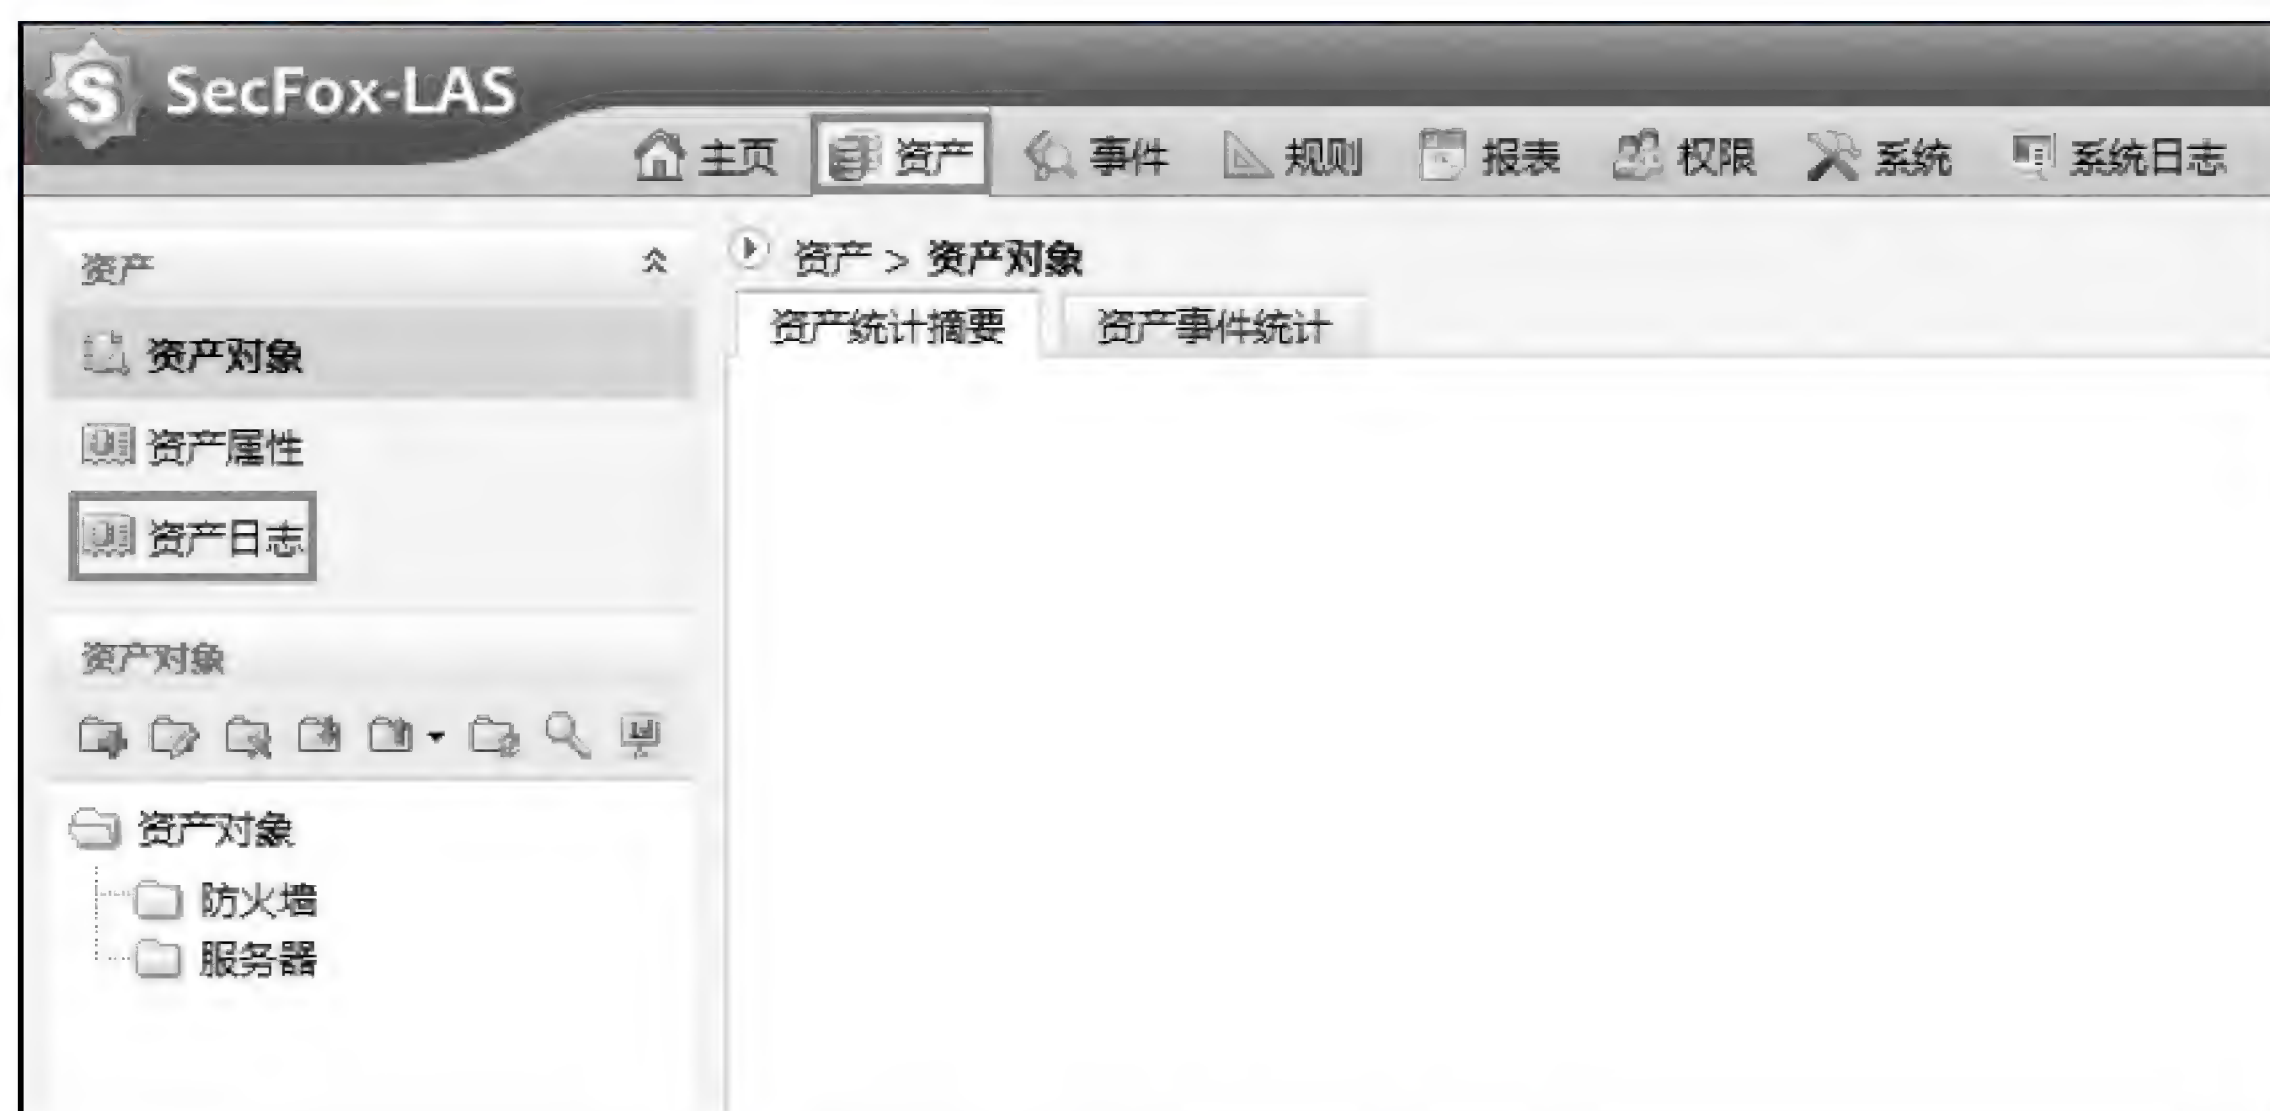 SecFox-LAS
主页 资产 事件 规则 报表 权限 系统 系统日志
资产
资产对象
资产属性
资产日志
资产对象
资产对象
防火墙
服务器
资产 > 资产对象
资产统计摘要 资产事件统计